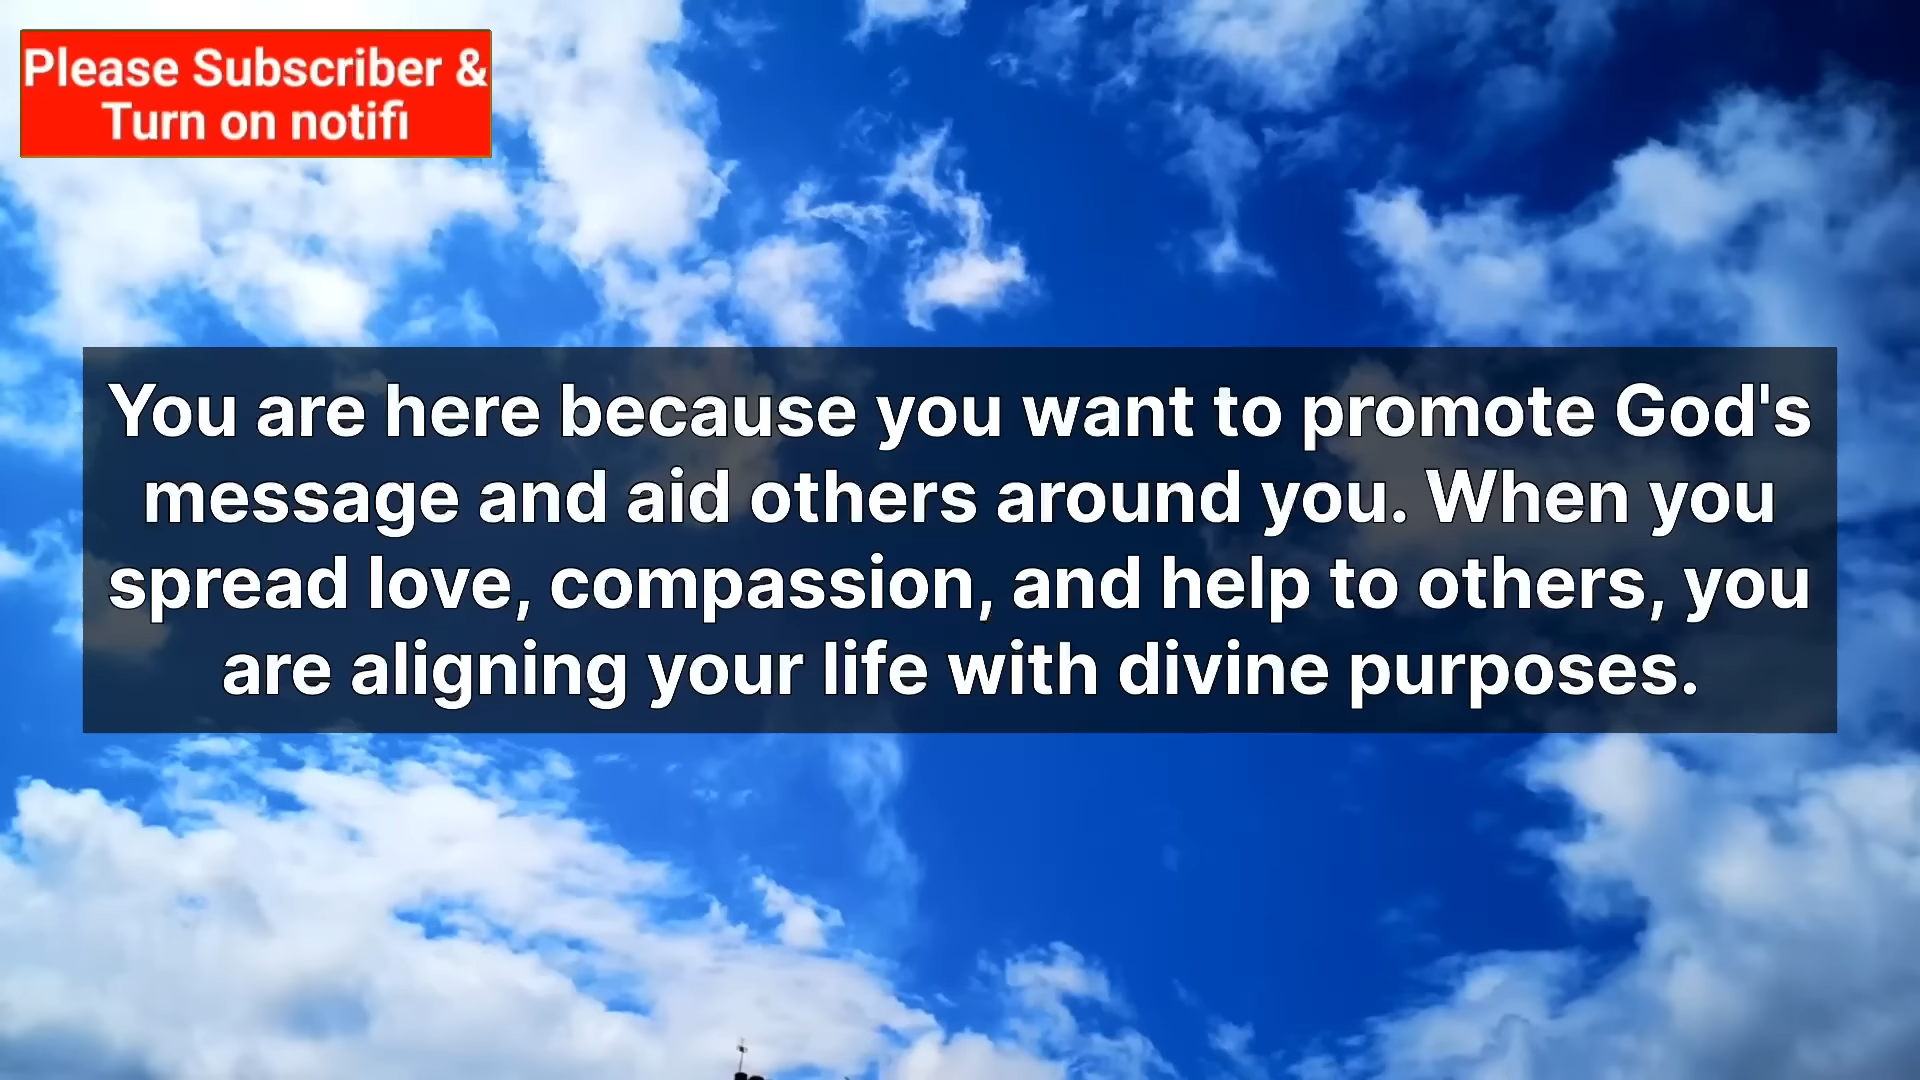 Please Subscriber &
Turn on notifi
You are here because you want to promote God's
message and aid others around you. When you
spread love, compassion, and help to others, you
are aligning your life with divine purposes.